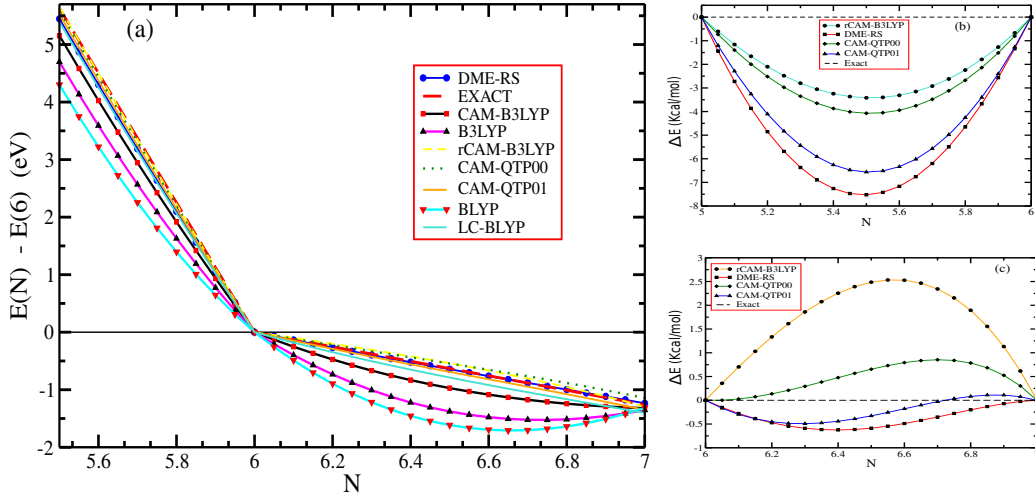 (a)
E(N) - E(6) (eV)
5
4
3
2
1
0
-1
-2
5.6
5.8
6
6.2
6.4
6.6
6.8
7
N
DME-RS
EXACT
CAM-B3LYP
B3LYP
rCAM-B3LYP
CAM-QTP00
CAM-QTP01
BLYP
LC-BLYP
(b)
ΔE (Kcal/mol)
0
-1
-2
-3
-4
-5
-6
-7
-8
5
5.2
5.4
5.6
5.8
6
N
rCAM-B3LYP
DME-RS
CAM-QTP00
CAM-QTP01
Exact
(c)
ΔE (Kcal/mol)
3
2.5
2
1.5
1
0.5
0
-0.5
-1
6
6.2
6.4
6.6
6.8
N
rCAM-B3LYP
DME-RS
CAM-QTP00
CAM-QTP01
Exact